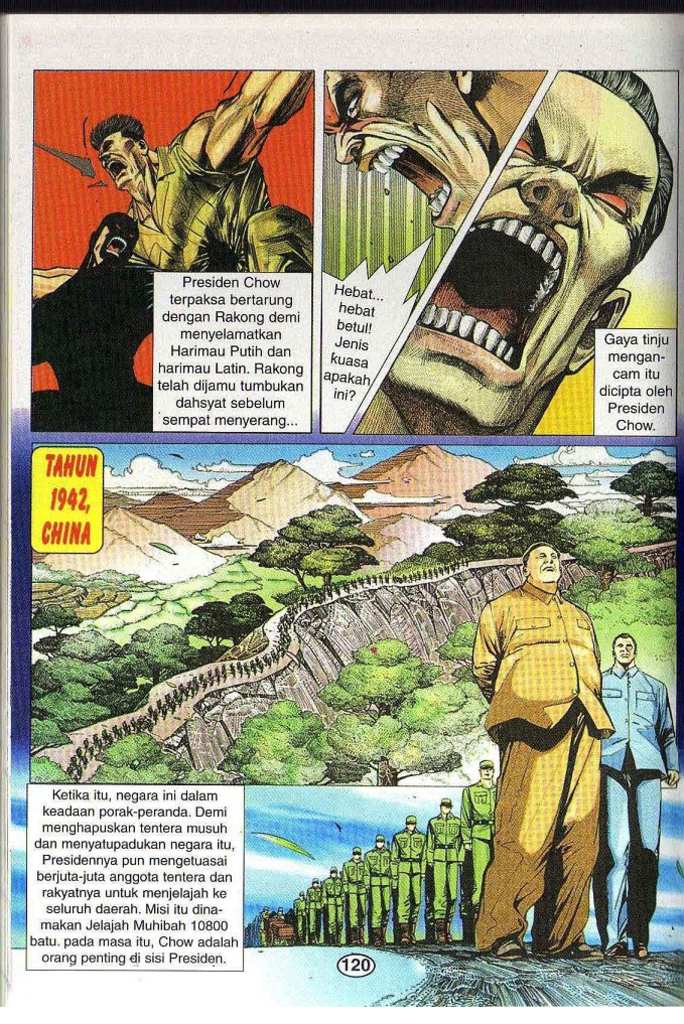 Presiden Chow
terpaksa bertarung
dengan Rakong demi
menyelamatkan
Harimau Putih dan
harimau Latin. Rakong
telah dijamu tumbukan
dahsyat sebelum
sempat menyerang...
Hebat...
hebat
betul!
Jenis
kuasa
apakah
ini?
Gaya tinju
mengan-
cam itu
dicipta oleh
Presiden
Chow.
TAHUN
1942,
CHINA
Ketika itu, negara ini dalam
keadaan porak-peranda. Demi
menghapuskan tentera musuh
dan menyatupadukan negara itu,
Presidennya pun mengetuasai
berjuta-juta anggota tentera dan
rakyatnya untuk menjelajah ke
seluruh daerah. Misi itu dina-
makan Jelajah Muhibah 10800
batu. pada masa itu, Chow adalah
orang penting di sisi Presiden.
120